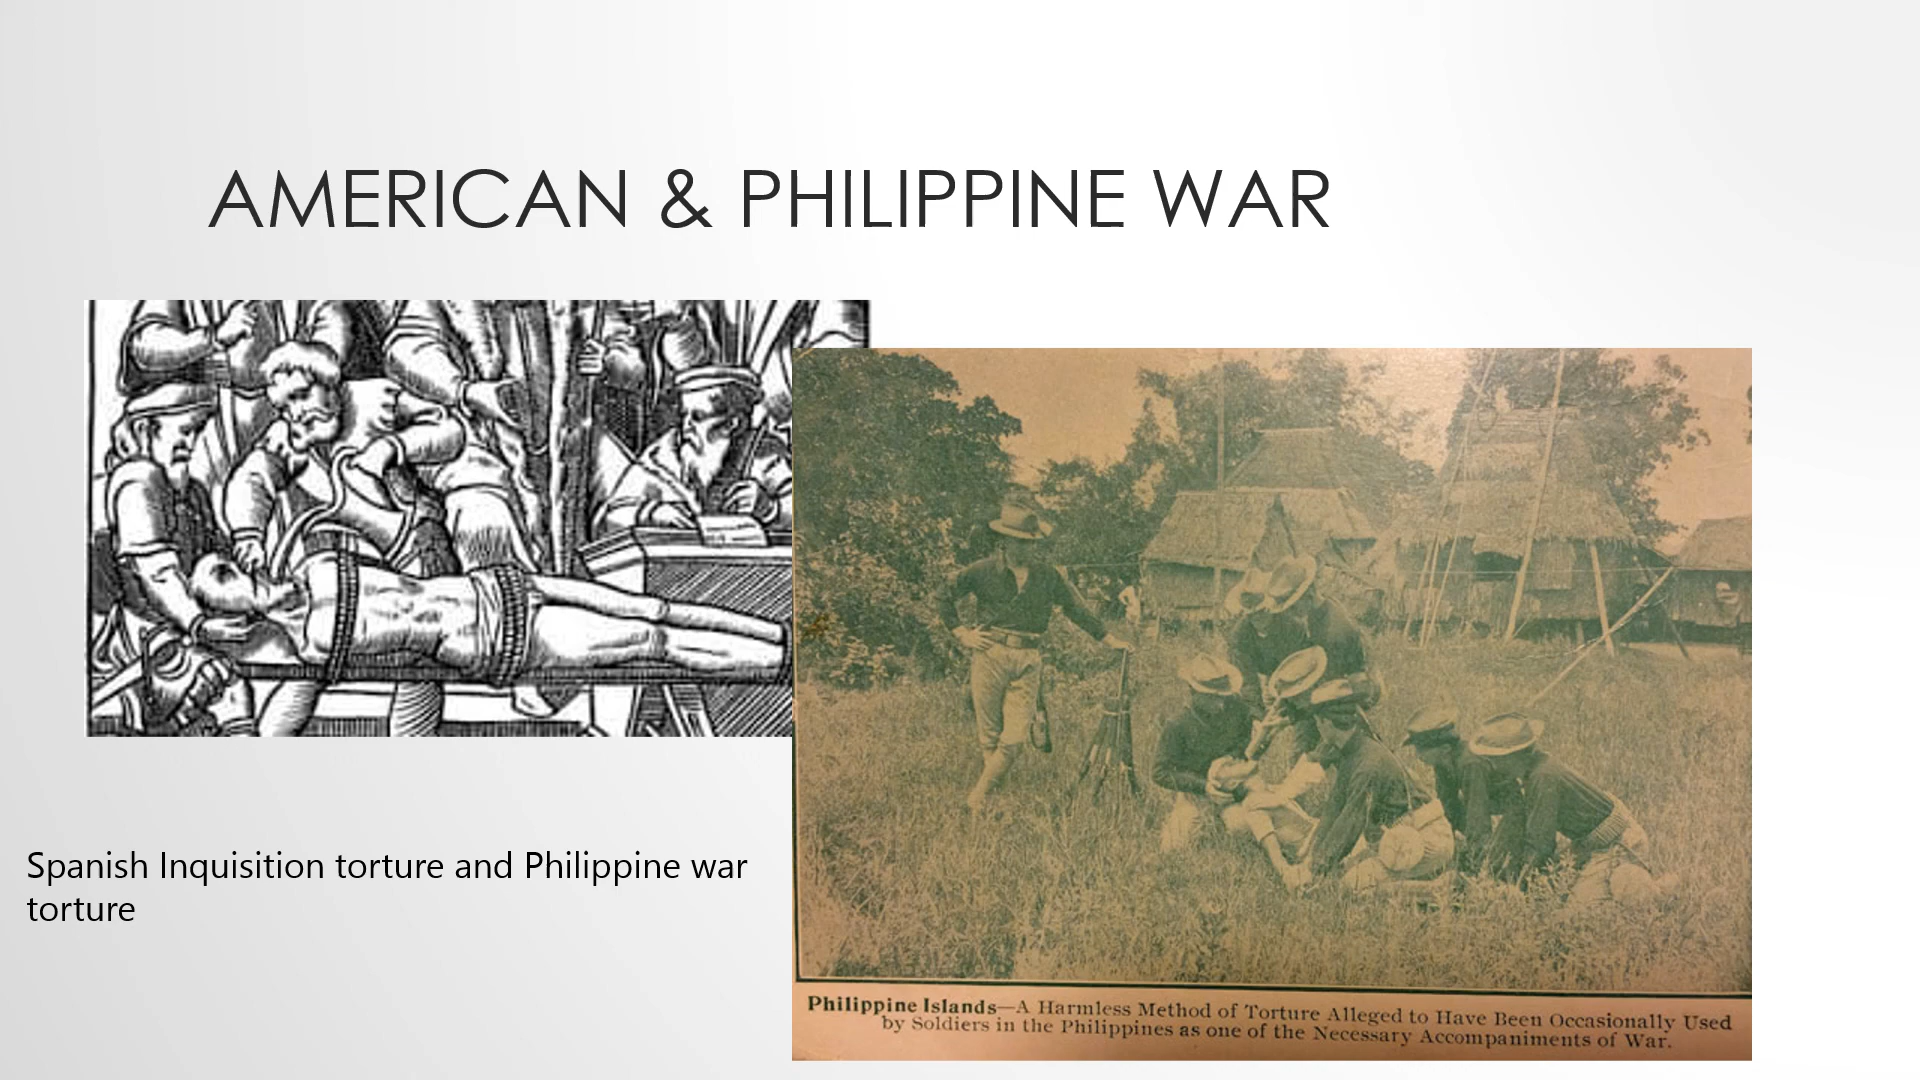 AMERICAN & PHILIPPINE WAR
Spanish Inquisition torture and Philippine war
torture
Philippine Islands—A Harmless Method of Torture Alleged to Have Been Occasionally Used
by Soldiers in the Philippines as one of the Necessary Accompaniments of War.